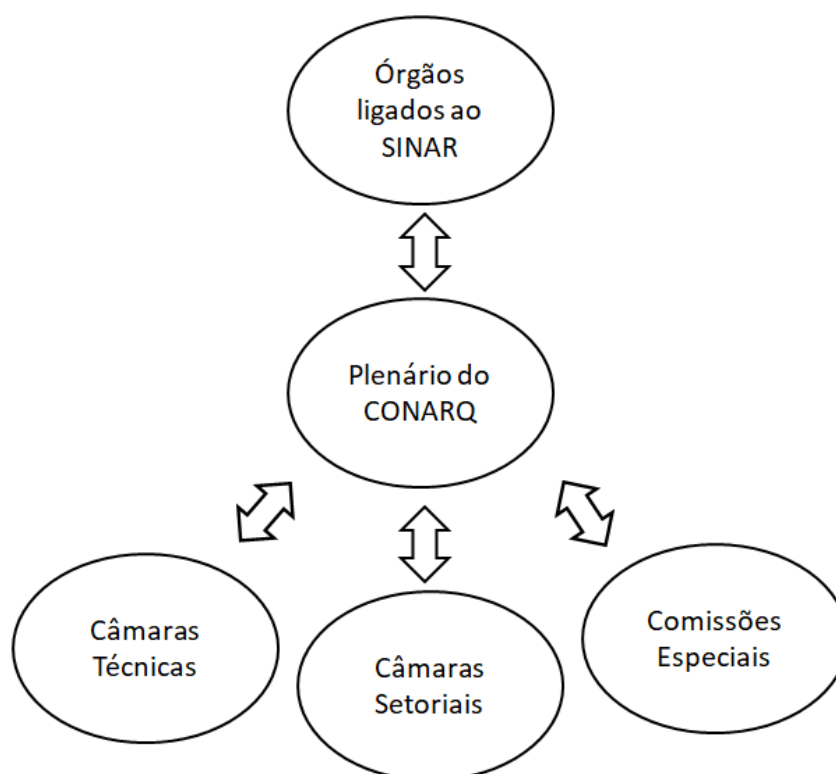 Órgãos
ligados ao
SINAR
Plenário do
CONARQ
Câmaras
Técnicas
Câmaras
Setoriais
Comissões
Especiais